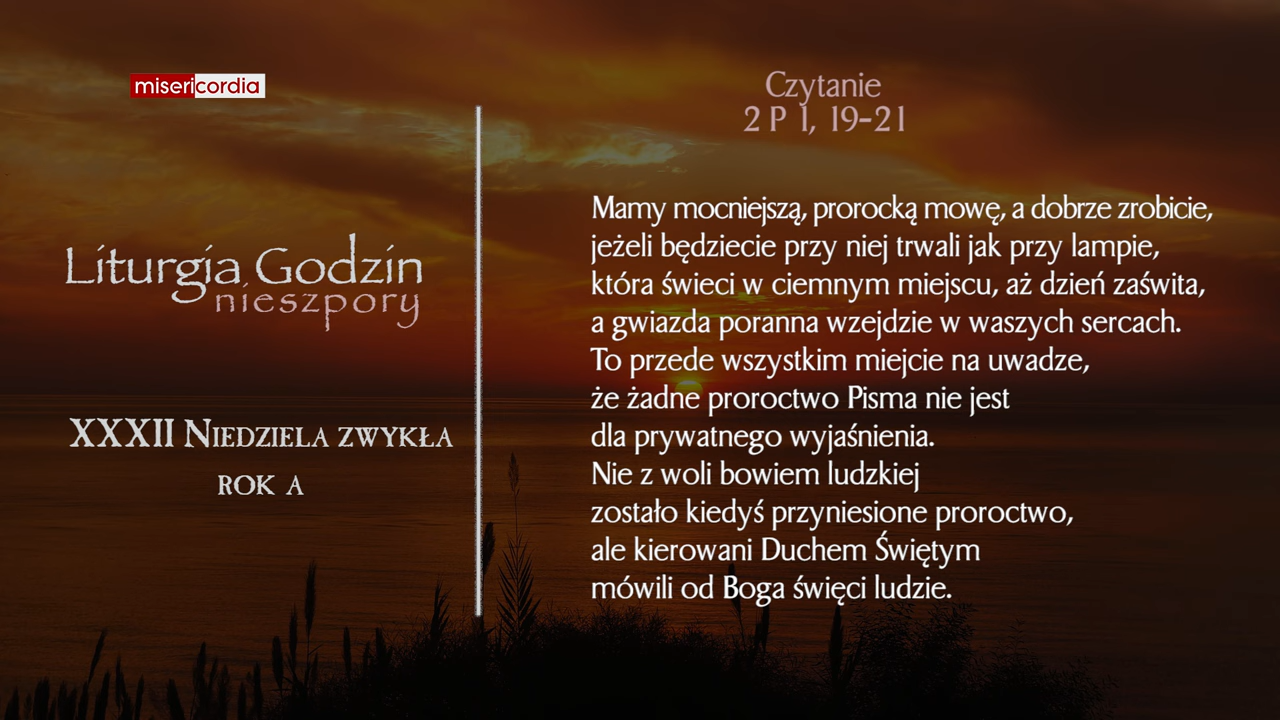 misericordia
Liturgia Godzin
nieszpory
XXXII Niedziela zwykła
rok a
Czytanie
2 P 1, 19-21
Mamy mocniejszą, prorocką mowę, a dobrze zrobicie,
jeżeli będziecie przy niej trwali jak przy lampie,
która świeci w ciemnym miejscu, aż dzień zaświta,
a gwiazda poranna wzejdzie w waszych sercach.
To przede wszystkim miejcie na uwadze,
że żadne proroctwo Pisma nie jest
dla prywatnego wyjaśnienia.
Nie z woli bowiem ludzkiej
zostało kiedyś przyniesione proroctwo,
ale kierowani Duchem Świętym
mówili od Boga święci ludzie.